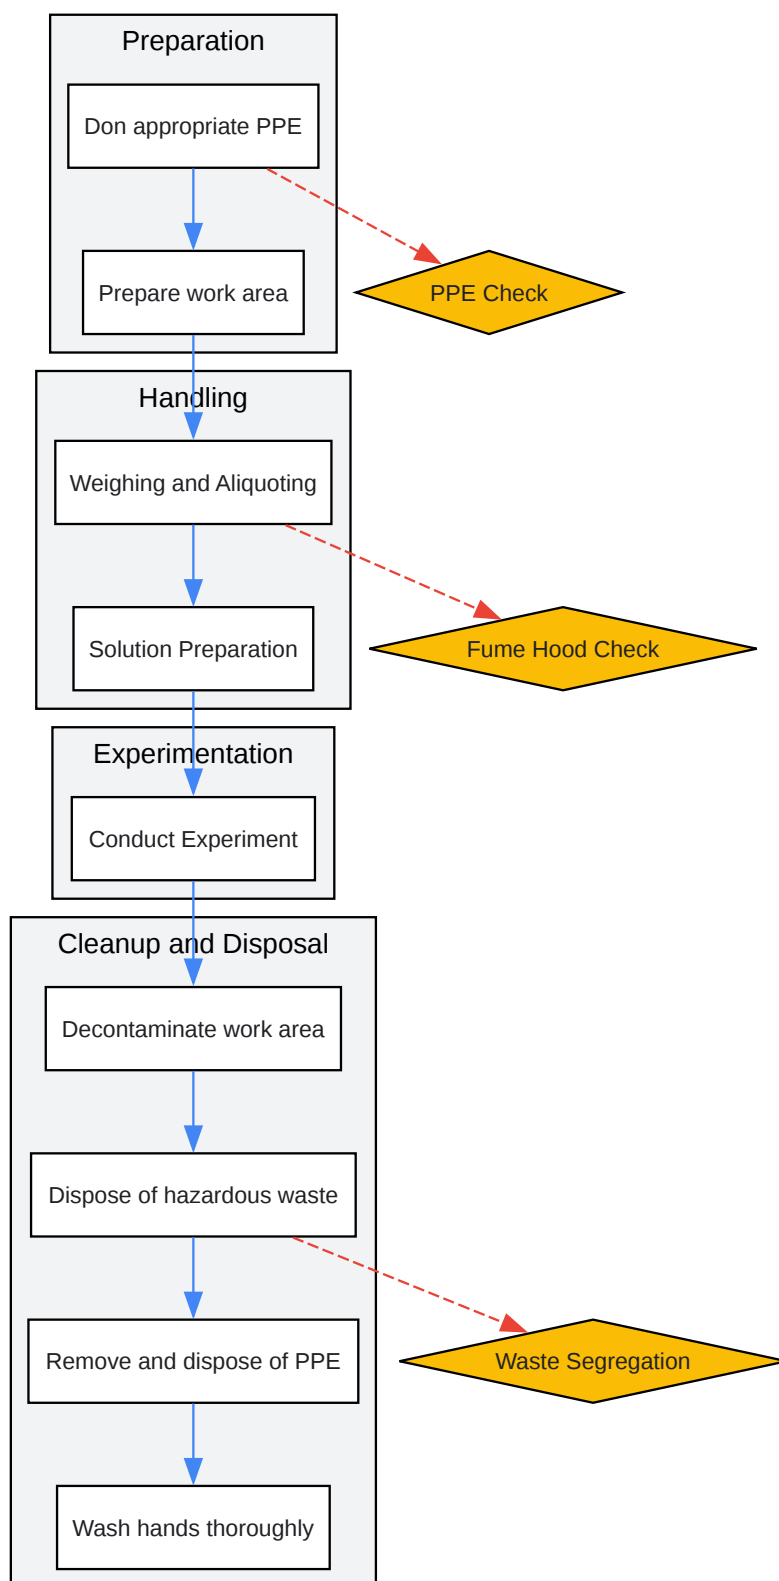 Preparation
Don appropriate PPE
Prepare work area
PPE Check
Handling
Weighing and Aliquoting
Solution Preparation
Fume Hood Check
Experimentation
Conduct Experiment
Cleanup and Disposal
Decontaminate work area
Dispose of hazardous waste
Remove and dispose of PPE
Waste Segregation
Wash hands thoroughly